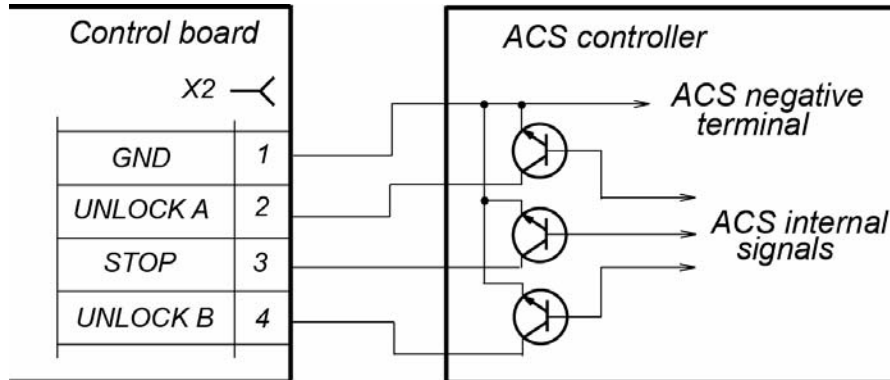 Control board
ACS controller
X2
ACS negative
terminal
GND 1
UNLOCK A 2
ACS internal
signals
STOP 3
UNLOCK B 4